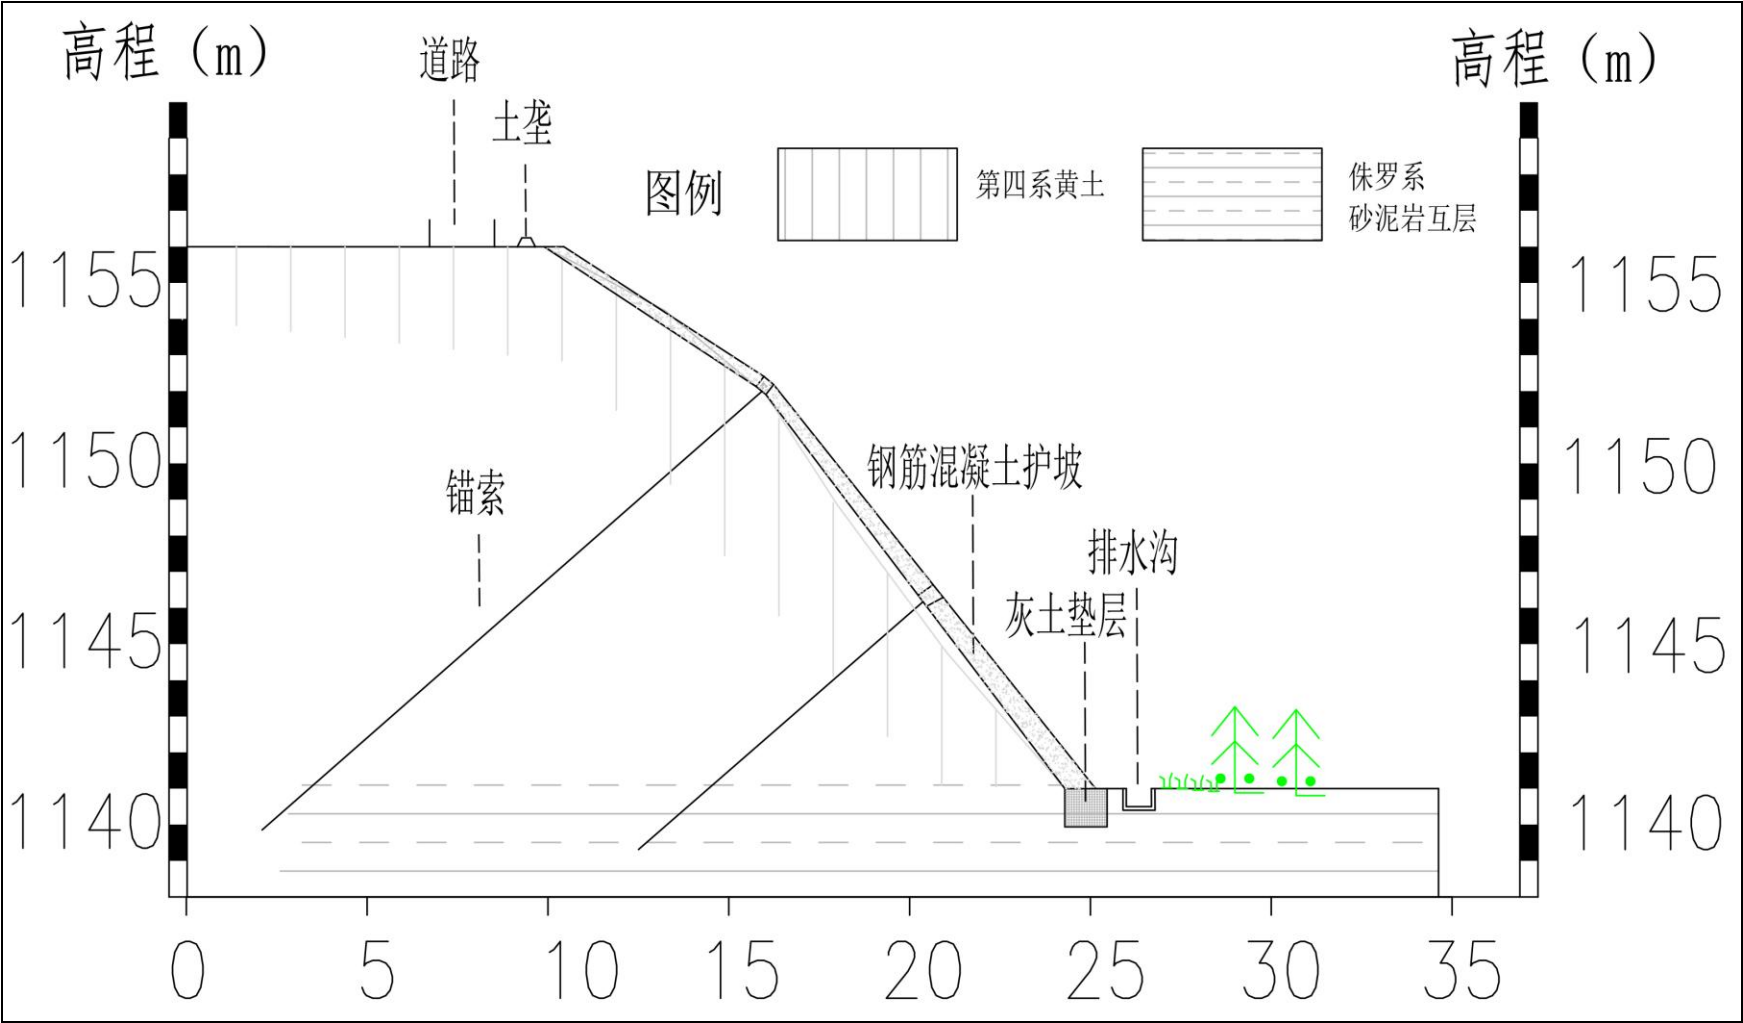 高程（m）
高程（m）
道路
土垄
图例
第四系黄土
侏罗系
砂泥岩互层
1155
1155
1150
1150
钢筋混凝土护坡
锚索
排水沟
灰土垫层
1145
1145
1140
1140
0 5 10 15 20 25 30 35